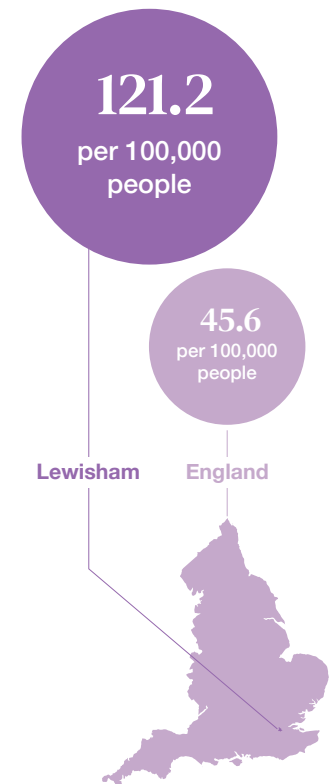 121.2
per 100,000
people
45.6
per 100,000
people
Lewisham
England